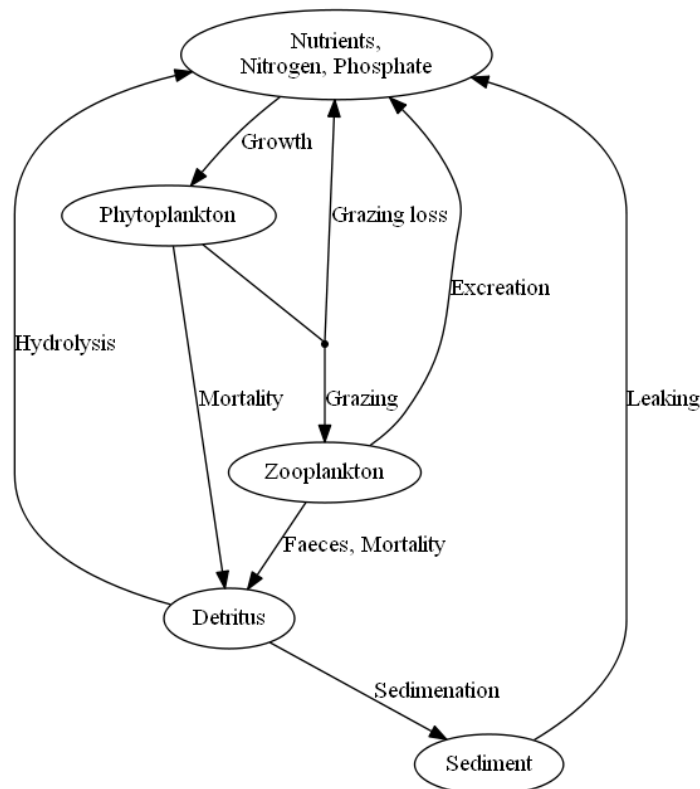 Nutrients,
Nitrogen, Phosphate
Growth
Phytoplankton
Grazing loss
Excreation
Hydrolysis
Mortality
Grazing
Leaking
Zooplankton
Faeces, Mortality
Detritus
Sedimenation
Sediment